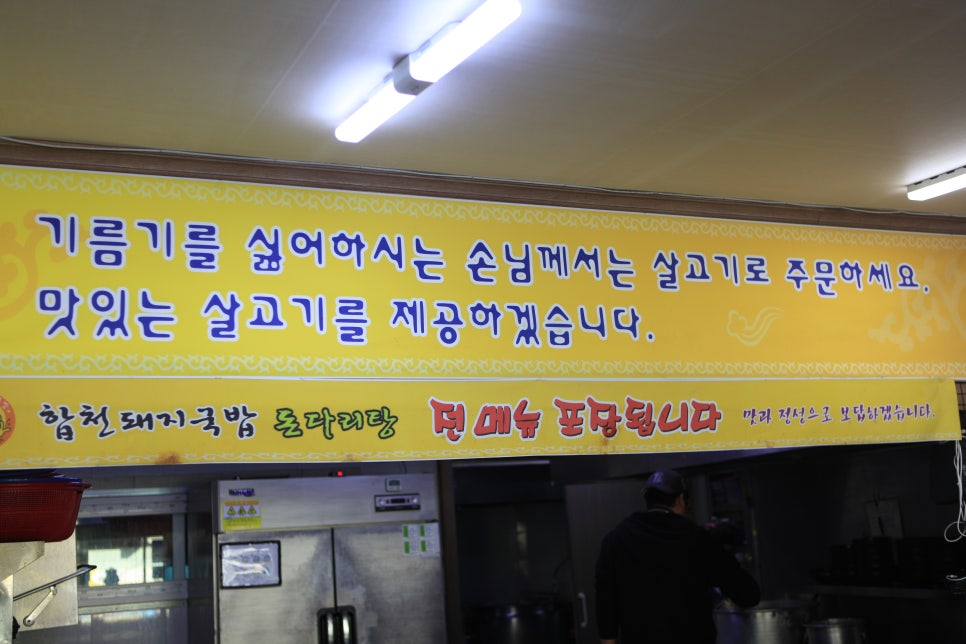 기름기를 싫어하시는 손님께서는 살고기로 주문하세요.
맛있는 살고기를 제공하겠습니다.
합천돼지국밥 돈다리탕 전메뉴 포장됩니다 맛과 정성으로 보답하겠습니다.